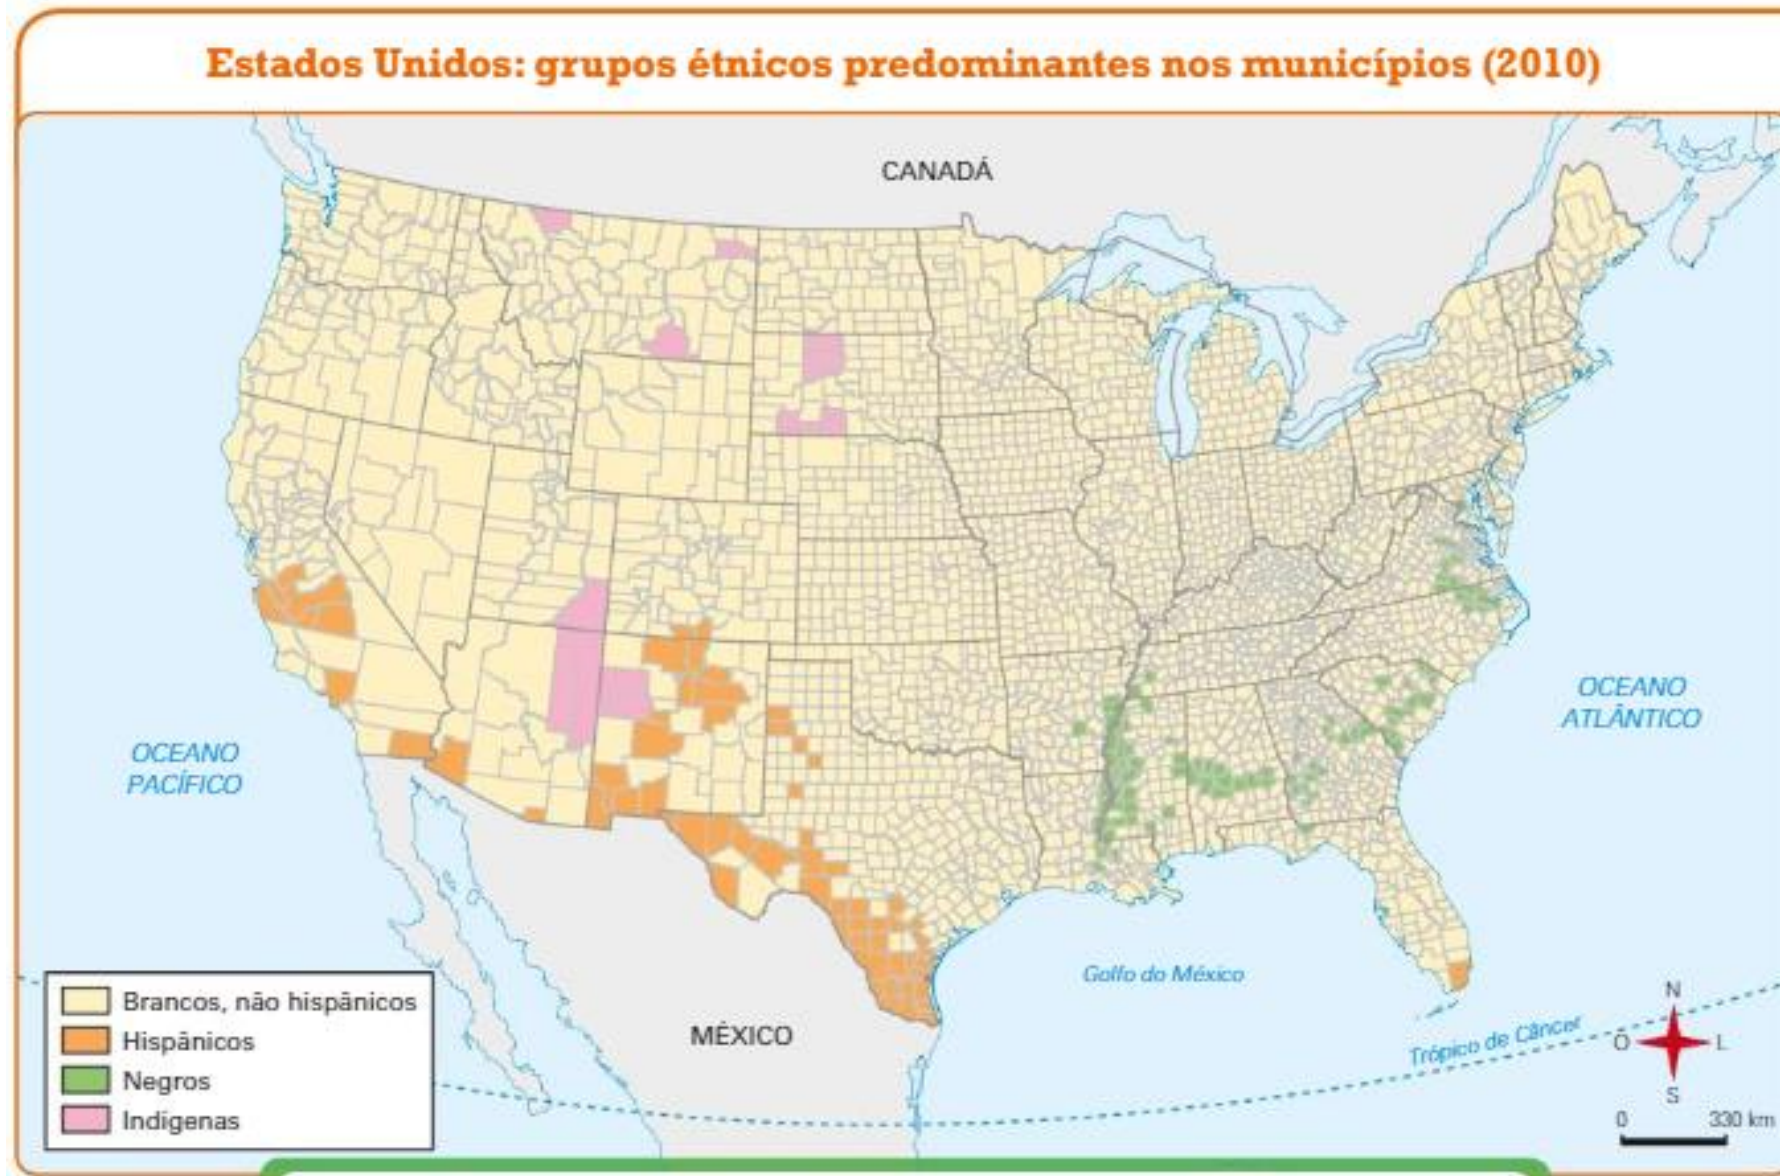 Estados Unidos: grupos étnicos predominantes nos municípios (2010)
CANADÁ
OCEANO
ATLÂNTICO
OCEANO
PACÍFICO
Golfo do México
MÉXICO
Trópico de Câncer
Brancos, não hispânicos
Hispânicos
Negros
Indígenas
N
O
L
S
0
330 km